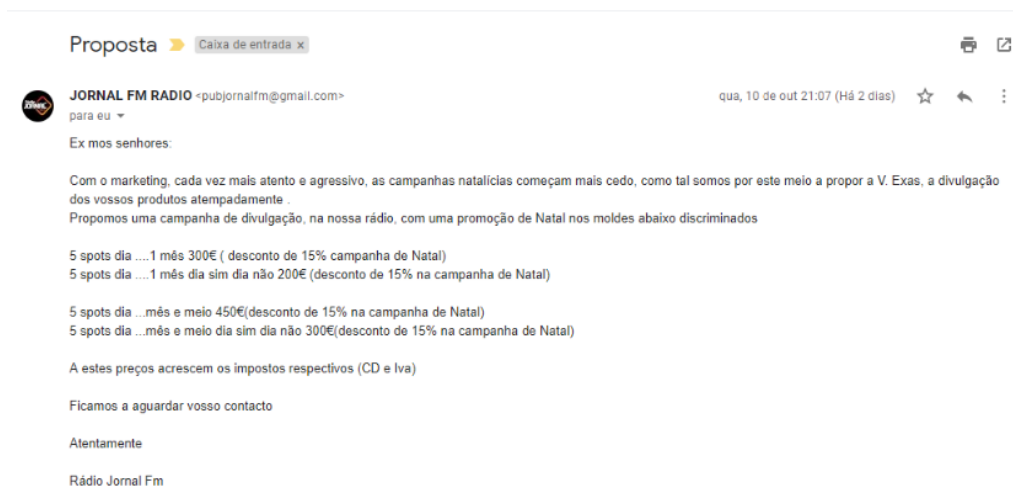 Proposta Caixa de entrada x
JORNAL FM RADIO <pubjornalfm@gmail.com> qua, 10 de out 21:07 (Há 2 dias)
para eu
Ex mos senhores:
Com o marketing, cada vez mais atento e agressivo, as campanhas natalícias começam mais cedo, como tal somos por este meio a propor a V. Exas, a divulgação
dos vossos produtos atempadamente .
Propomos uma campanha de divulgação, na nossa rádio, com uma promoção de Natal nos moldes abaixo discriminados
5 spots dia ....1 mês 300€ ( desconto de 15% campanha de Natal)
5 spots dia ....1 mês dia sim dia não 200€ (desconto de 15% na campanha de Natal)
5 spots dia ...mês e meio 450€(desconto de 15% na campanha de Natal)
5 spots dia ...mês e meio dia sim dia não 300€(desconto de 15% na campanha de Natal)
A estes preços acrescem os impostos respectivos (CD e Iva)
Ficamos a aguardar vosso contacto
Atentamente
Rádio Jornal Fm